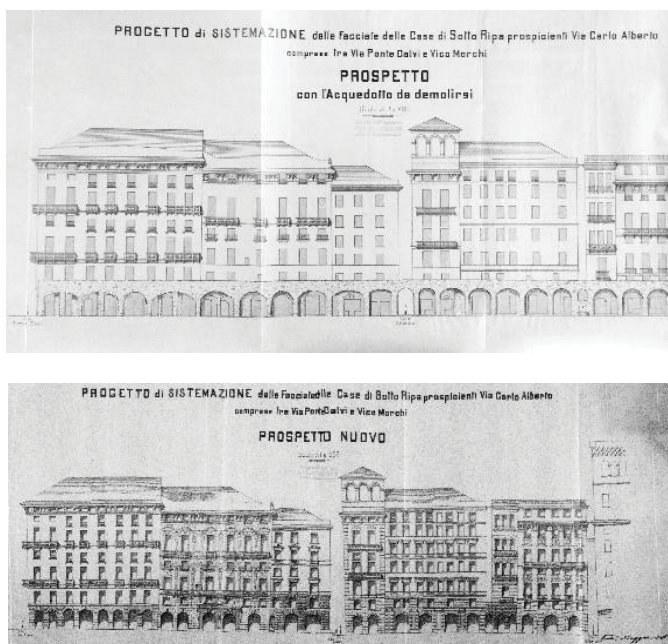 PROGETTO di SISTEMAZIONE delle Facciate delle Case di Sotto Ripa prospicienti Via Carlo Alberto
comprese tra Via Ponte Calvi e Vico Morchi
PROSPETTO
con l'Acquedotto da demolirsi
PROGETTO di SISTEMAZIONE delle Facciate delle Case di Sotto Ripa prospicienti Via Carlo Alberto
comprese tra Via Ponte Calvi e Vico Morchi
PROSPETTO NUOVO